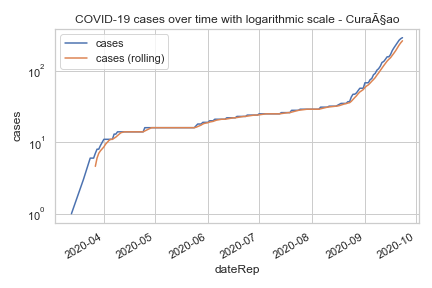 COVID-19 cases over time with logarithmic scale - CuraÃ§ao
cases
cases (rolling)
10²
10¹
10⁰
cases
2020-04
2020-05
2020-06
2020-07
2020-08
2020-09
2020-10
dateRep